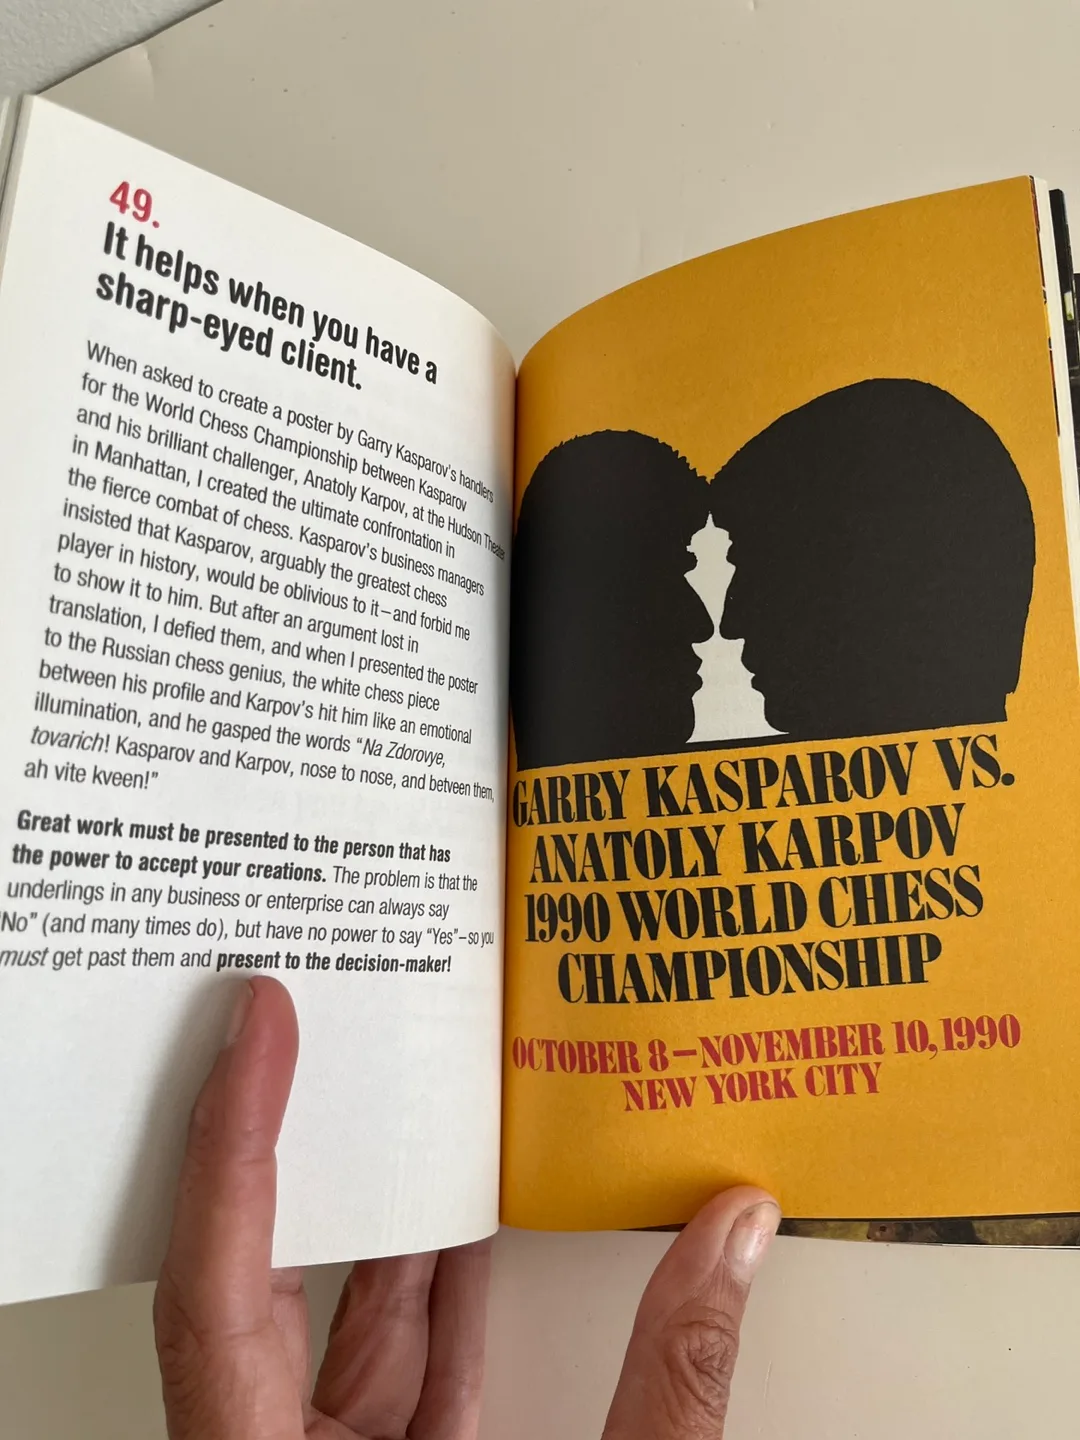 49.
It helps when you have a
sharp-eyed client.
When asked to create a poster by Garry Kasparov's handlers
for the World Chess Championship between Kasparov
and his brilliant challenger, Anatoly Karpov, at the Hudson Theater
in Manhattan, I created the ultimate confrontation in
the fierce combat of chess. Kasparov's business managers
insisted that Kasparov, arguably the greatest chess
player in history, would be oblivious to it—and forbid me
to show it to him. But after an argument lost in
translation, I defied them, and when I presented the poster
to the Russian chess genius, the white chess piece
between his profile and Karpov's hit him like an emotional
illumination, and he gasped the words “Na Zdorovye,
tovarich! Kasparov and Karpov, nose to nose, and betveen them,
ah vite kveen!”
Great work must be presented to the person that has
the power to accept your creations. The problem is that the
underlings in any business or enterprise can always say
“No” (and many times do), but have no power to say “Yes”—so you
must get past them and present to the decision-maker!
GARRY KASPAROV VS.
ANATOLY KARPOV
1990 WORLD CHESS
CHAMPIONSHIP
OCTOBER 8—NOVEMBER 10, 1990
NEW YORK CITY